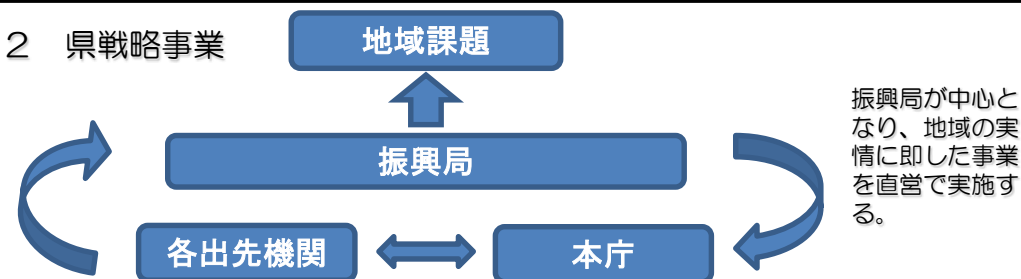 ２　県戦略事業
地域課題
振興局
振興局が中心と
なり、地域の実
情に即した事業
を直営で実施す
る。
各出先機関
本庁